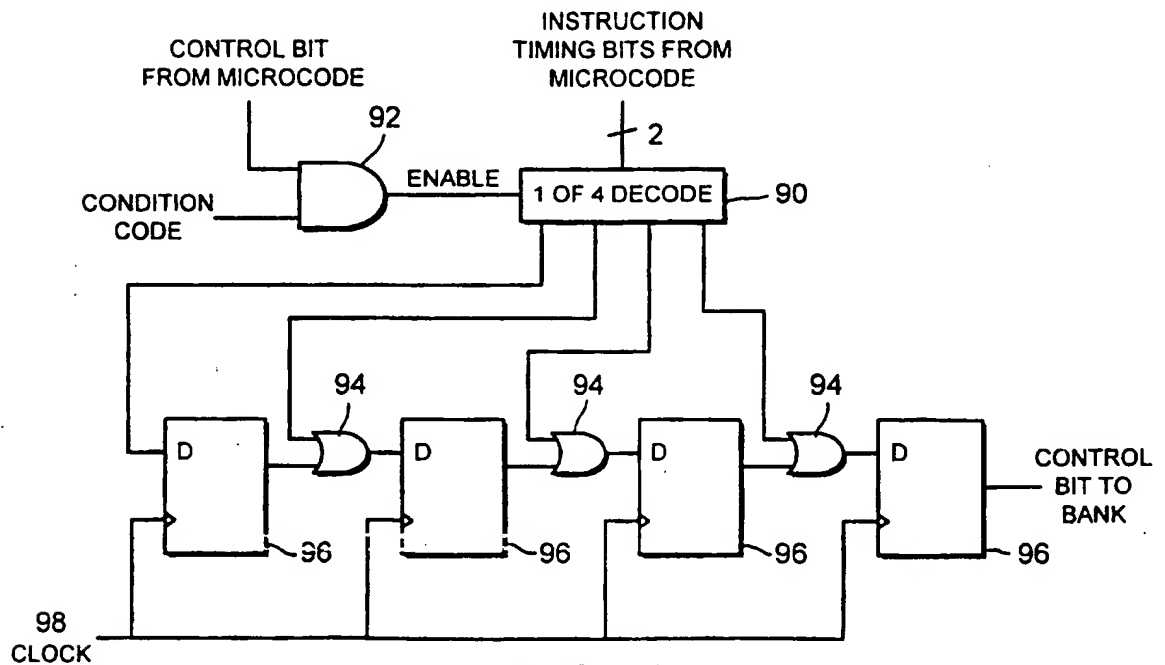 INSTRUCTION
TIMING BITS FROM
MICROCODE
CONTROL BIT
FROM MICROCODE
92
2
ENABLE
1 OF 4 DECODE
90
CONDITION
CODE
94
94
94
D
D
D
D
CONTROL
BIT TO
BANK
96
96
96
96
98
CLOCK